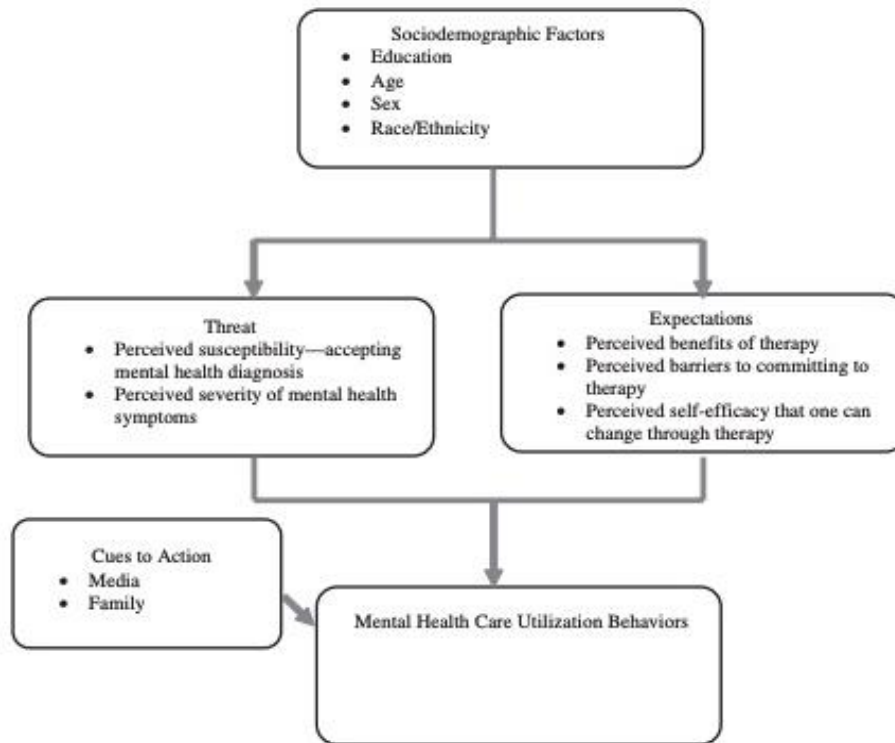 Sociodemographic Factors
• Education
• Age
• Sex
• Race/Ethnicity
Threat
• Perceived susceptibility—accepting
mental health diagnosis
• Perceived severity of mental health
symptoms
Expectations
• Perceived benefits of therapy
• Perceived barriers to committing to
therapy
• Perceived self-efficacy that one can
change through therapy
Cues to Action
• Media
• Family
Mental Health Care Utilization Behaviors